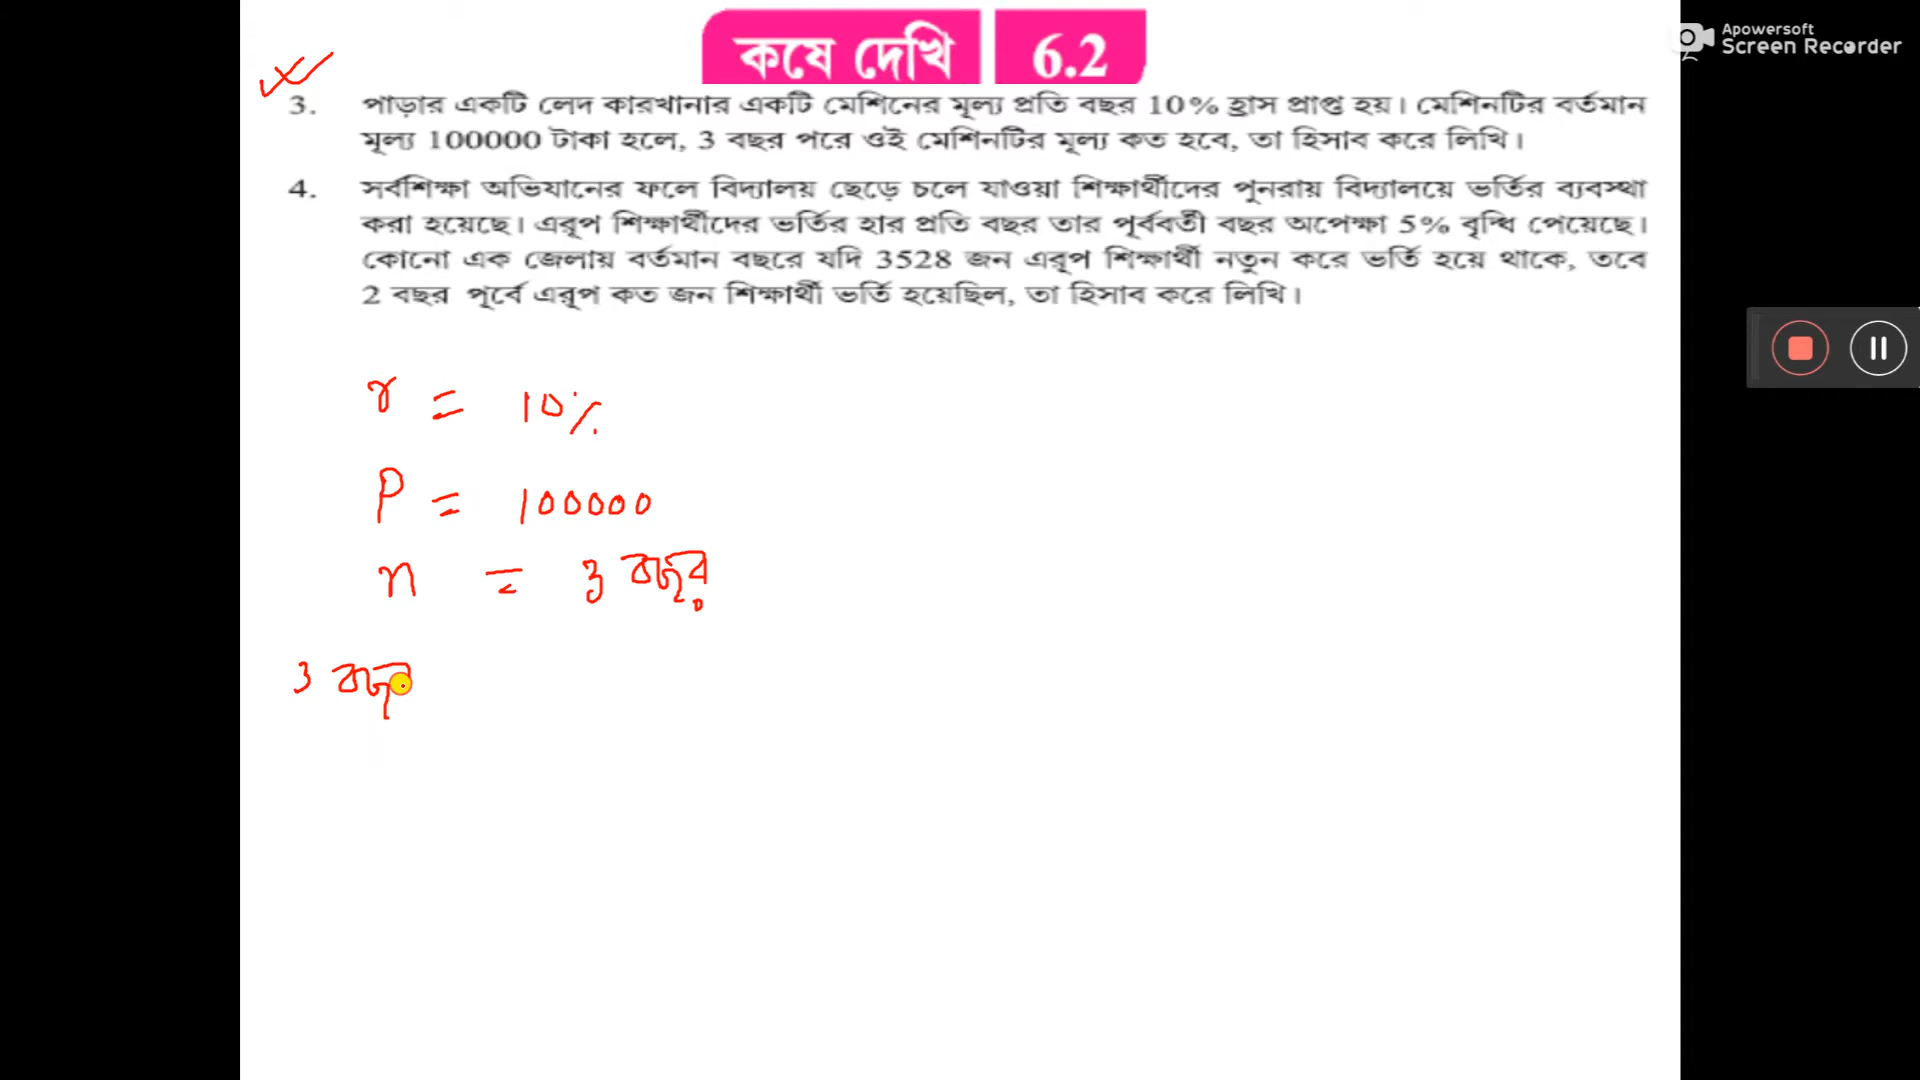 Apowersoft
Screen Recorder
কষে দেখি 6.2
3. পাড়ার একটি লেদ কারখানার একটি মেশিনের মূল্য প্রতি বছর 10% হ্রাস প্রাপ্ত হয়। মেশিনটির বর্তমান
মূল্য 100000 টাকা হলে, 3 বছর পরে ওই মেশিনটির মূল্য কত হবে, তা হিসাব করে লিখি।
4. সর্বশিক্ষা অভিযানের ফলে বিদ্যালয় ছেড়ে চলে যাওয়া শিক্ষার্থীদের পুনরায় বিদ্যালয়ে ভর্তির ব্যবস্থা
করা হয়েছে। এরূপ শিক্ষার্থীদের ভর্তির হার প্রতি বছর তার পূর্ববর্তী বছর অপেক্ষা 5% বৃদ্ধি পেয়েছে।
কোনো এক জেলায় বর্তমান বছরে যদি 3528 জন এরূপ শিক্ষার্থী নতুন করে ভর্তি হয়ে থাকে, তবে
2 বছর পূর্বে এরূপ কত জন শিক্ষার্থী ভর্তি হয়েছিল, তা হিসাব করে লিখি।
r = 10%
P = 100000
n = 3 বছর
3 বছর